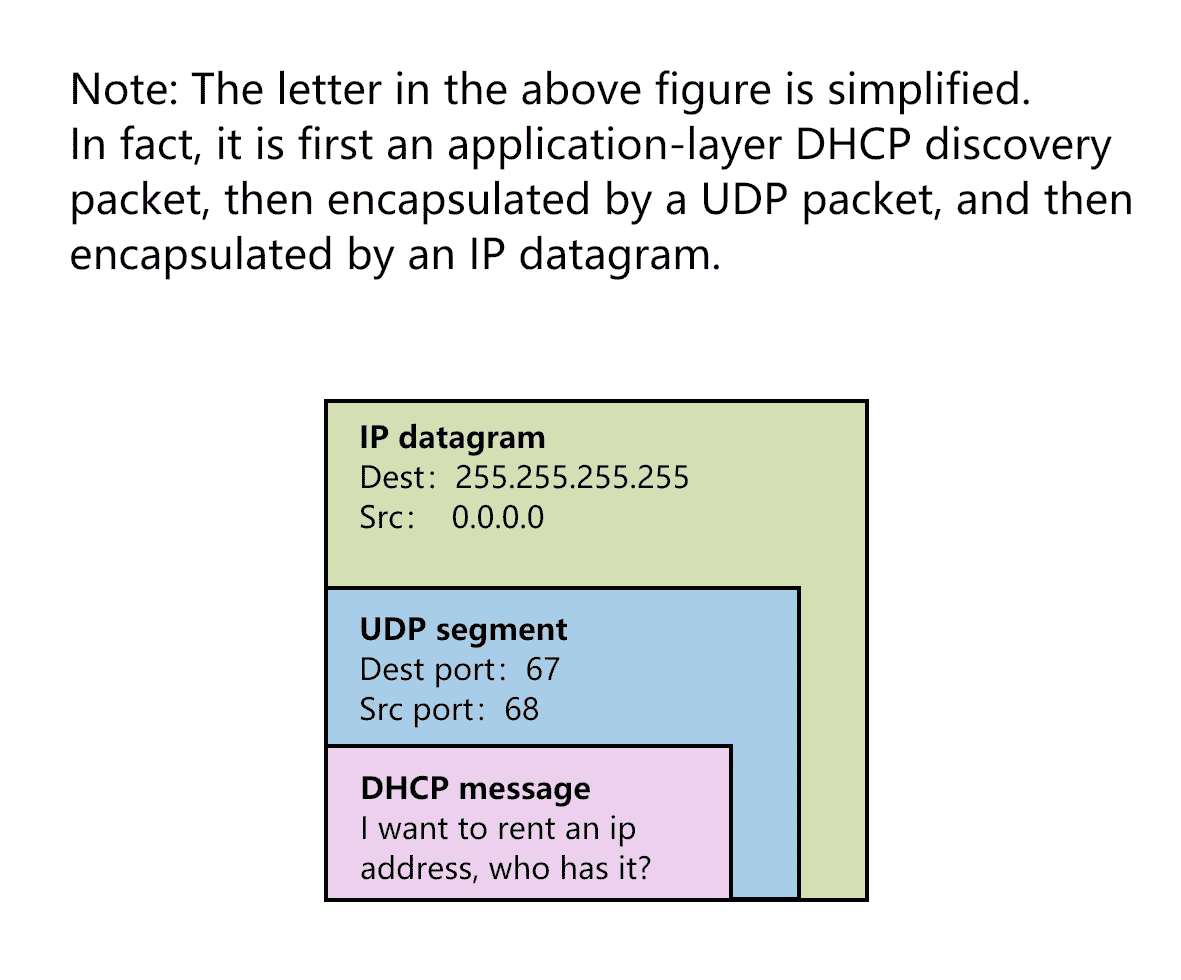 Note: The letter in the above figure is simplified.
In fact, it is first an application-layer DHCP discovery
packet, then encapsulated by a UDP packet, and then
encapsulated by an IP datagram.
IP datagram
Dest: 255.255.255.255
Src: 0.0.0.0
UDP segment
Dest port: 67
Src port: 68
DHCP message
I want to rent an ip
address, who has it?